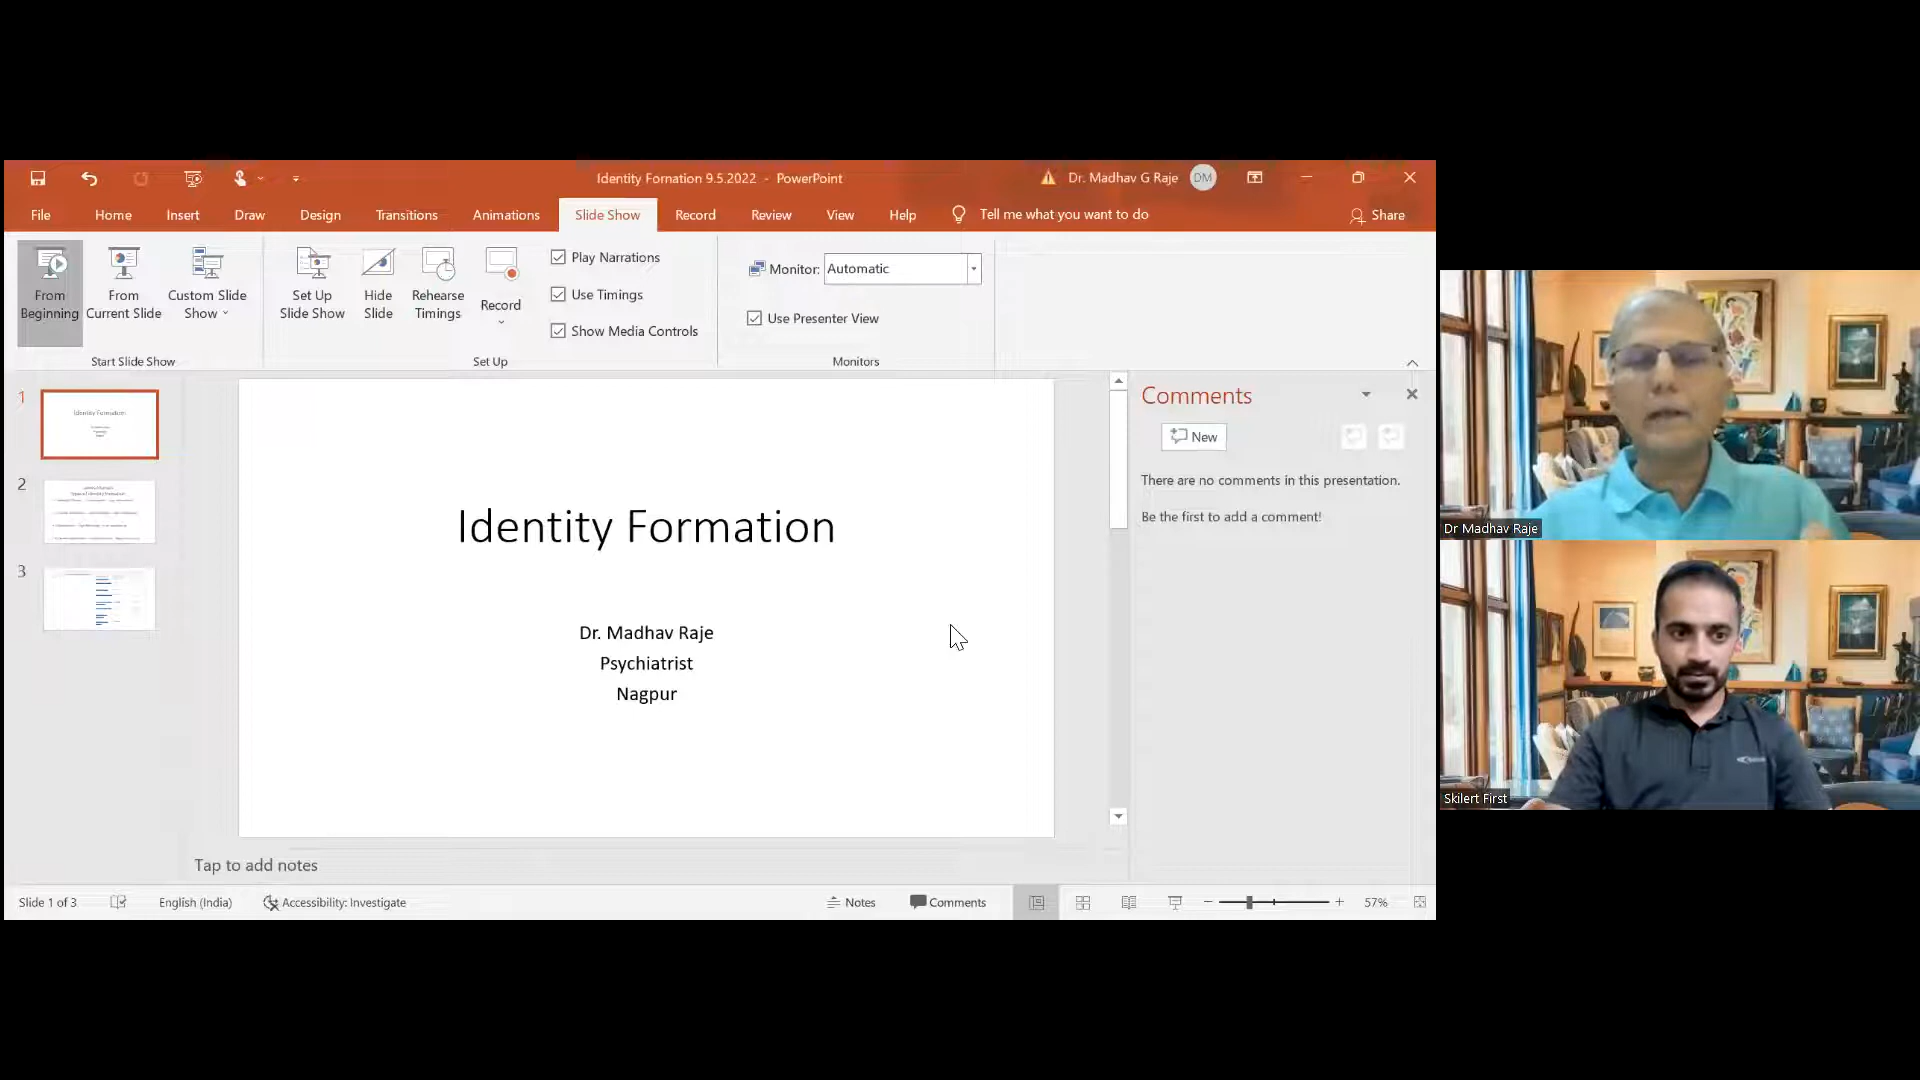 Identity Fornation 9.5.2022 - PowerPoint
Dr. Madhav G Raje
DM
File
Home
Insert
Draw
Design
Transitions
Animations
Slide Show
Record
Review
View
Help
Tell me what you want to do
Share
From Beginning
From Current Slide
Custom Slide Show
Start Slide Show
Set Up Slide Show
Hide Slide
Rehearse Timings
Record
Play Narrations
Use Timings
Show Media Controls
Set Up
Monitor:
Automatic
Use Presenter View
Monitors
1
2
3
Identity Formation
Dr. Madhav Raje
Psychiatrist
Nagpur
Comments
New
There are no comments in this presentation.
Be the first to add a comment!
Tap to add notes
Slide 1 of 3
English (India)
Accessibility: Investigate
Notes
Comments
57%
Dr Madhav Raje
Skilert First